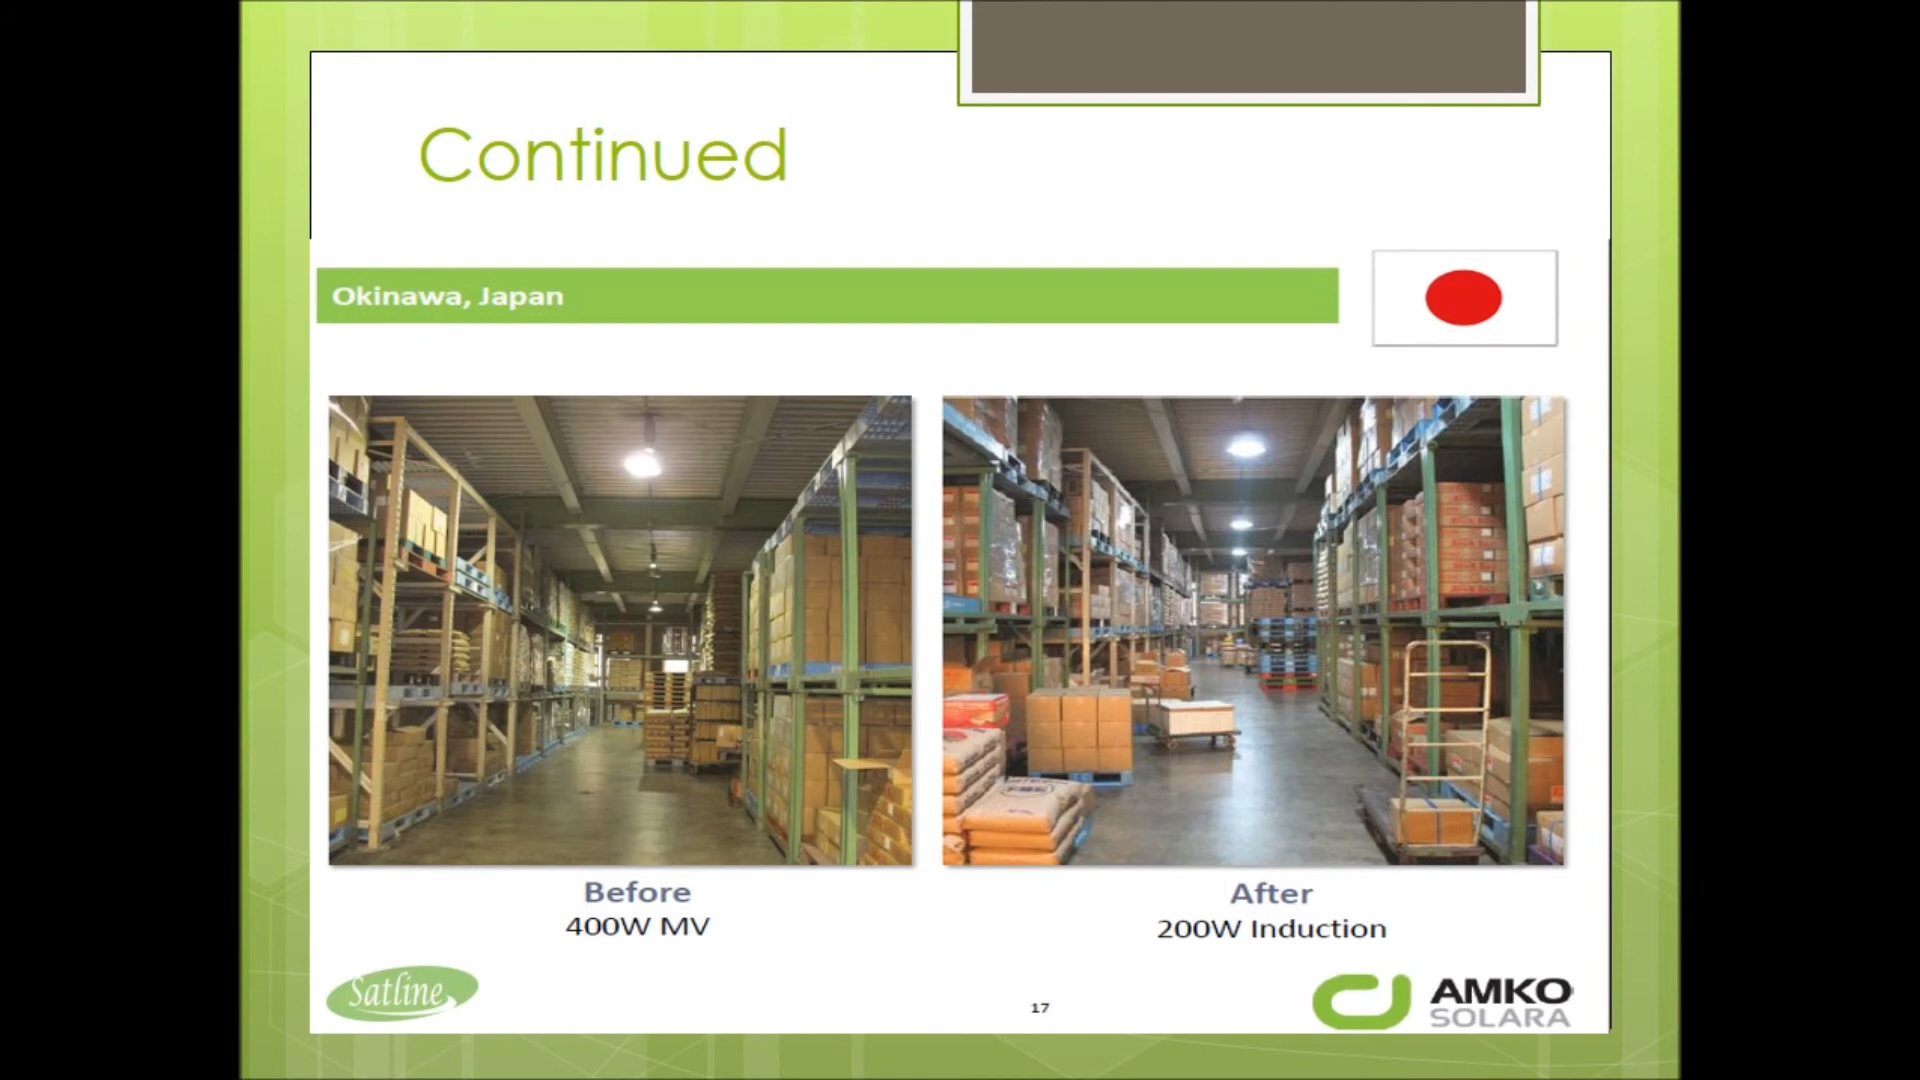 Continued
Okinawa, Japan
Before
400W MV
After
200W Induction
Satline
17
AMKO
SOLARA